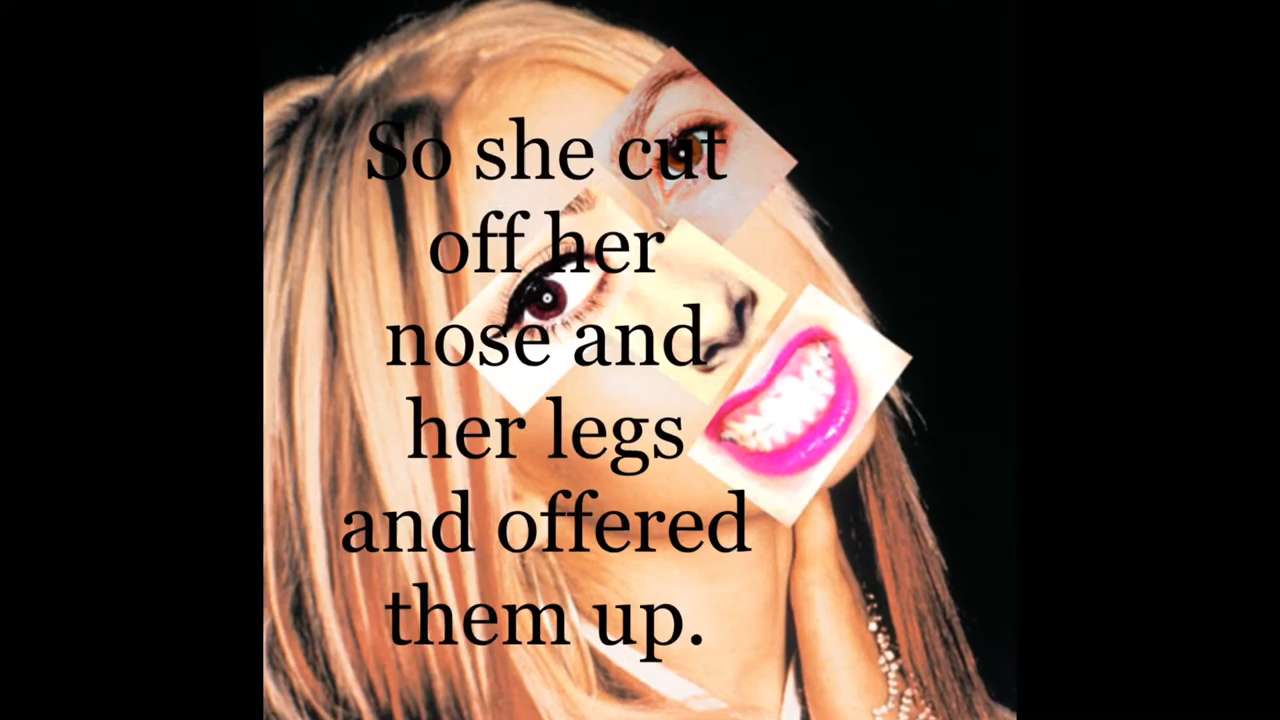 So she cut
off her
nose and
her legs
and offered
them up.